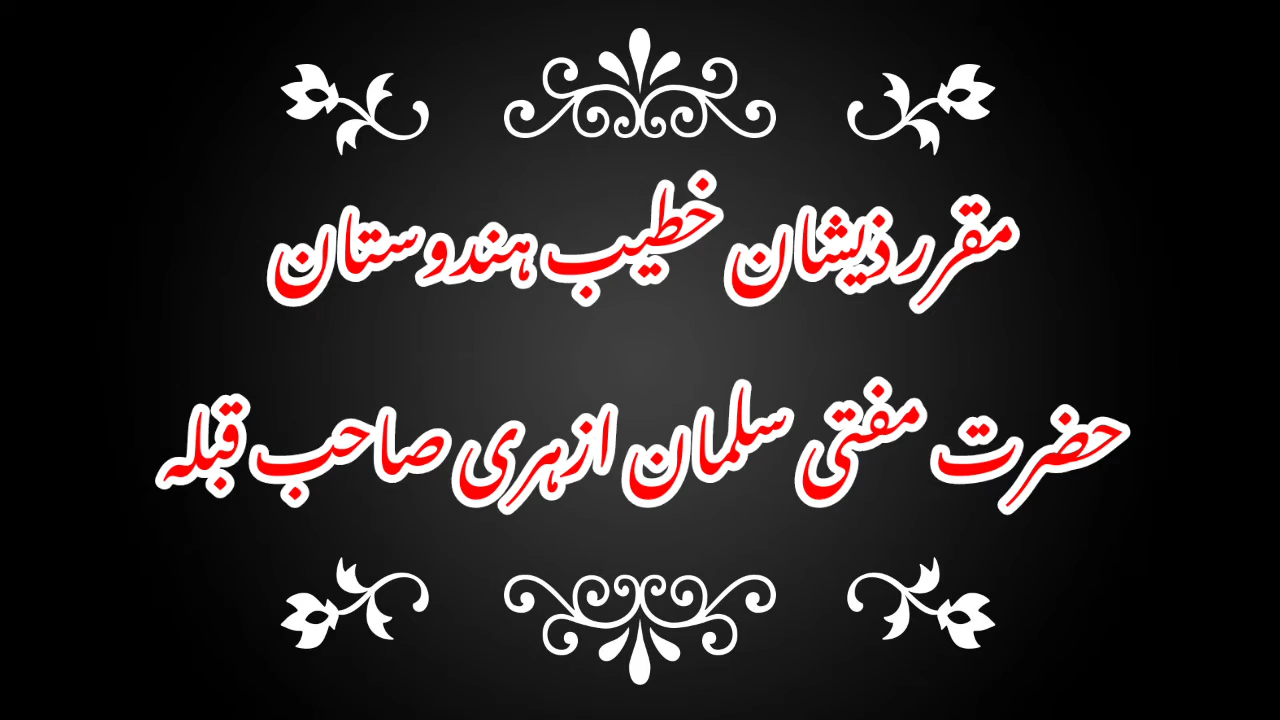 مقرر ذیشان خطیب ہندوستان
حضرت مفتی سلمان ازہری صاحب قبلہ